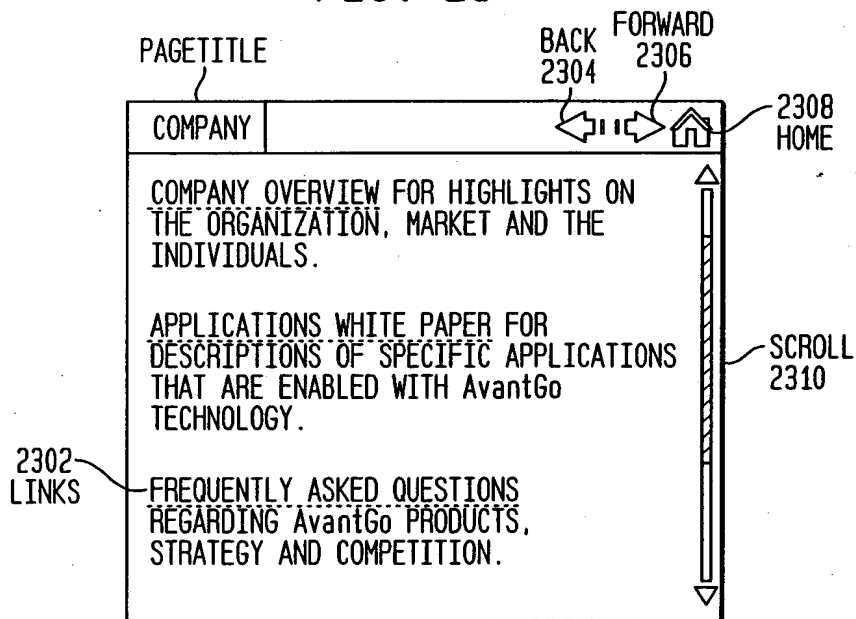 FORWARD
2306
BACK
2304
PAGETITLE
2308
HOME
COMPANY
COMPANY OVERVIEW FOR HIGHLIGHTS ON
THE ORGANIZATION, MARKET AND THE
INDIVIDUALS.
APPLICATIONS WHITE PAPER FOR
DESCRIPTIONS OF SPECIFIC APPLICATIONS
THAT ARE ENABLED WITH AvantGo
TECHNOLOGY.
SCROLL
2310
2302
LINKS
FREQUENTLY ASKED QUESTIONS
REGARDING AvantGo PRODUCTS,
STRATEGY AND COMPETITION.